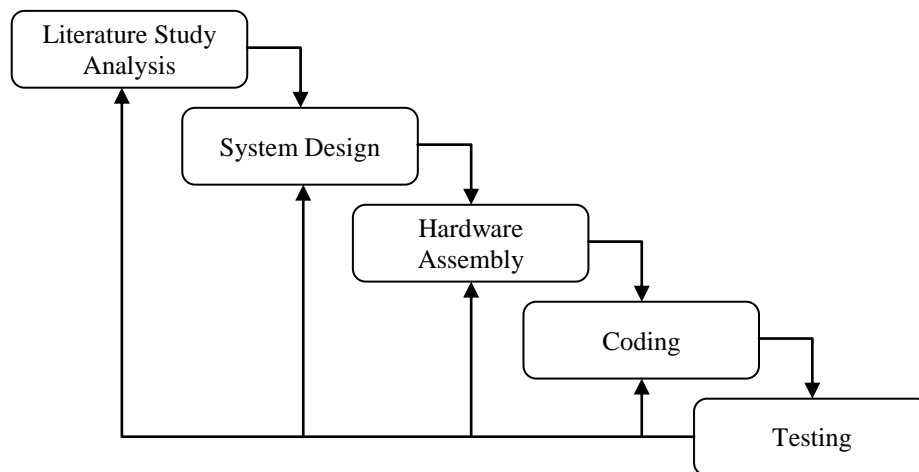 Literature Study
Analysis
System Design
Hardware
Assembly
Coding
Testing